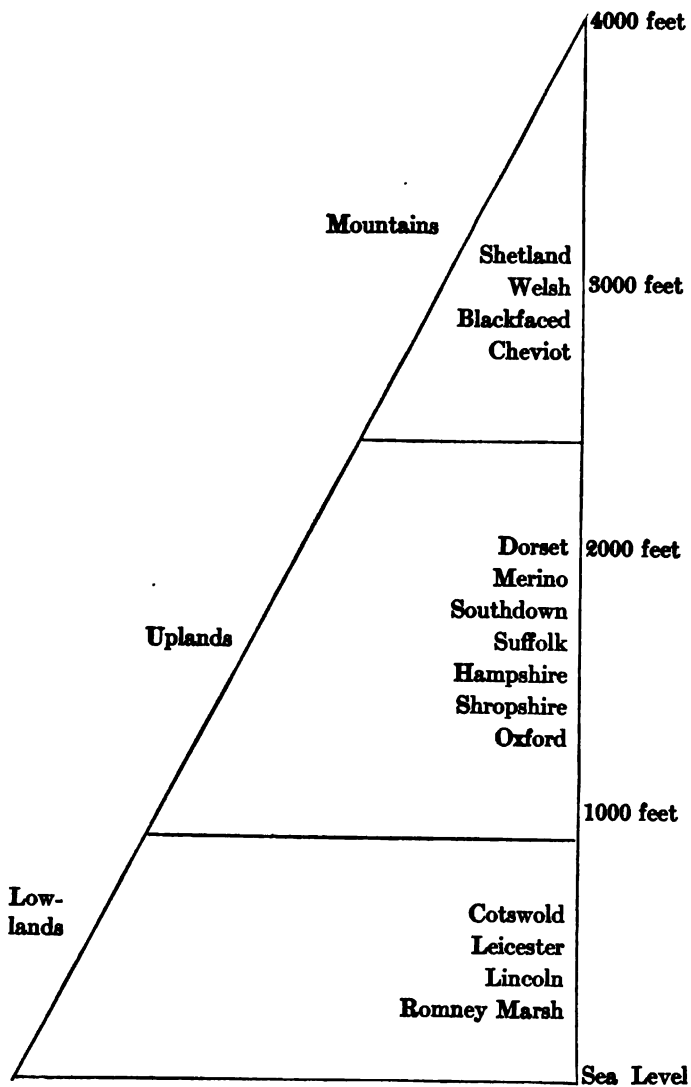 4000 feet
Mountains
Shetland
Welsh
3000 feet
Blackfaced
Cheviot
Dorset
2000 feet
Merino
Southdown
Uplands
Suffolk
Hampshire
Shropshire
Oxford
1000 feet
Low-
lands
Cotswold
Leicester
Lincoln
Romney Marsh
Sea Level